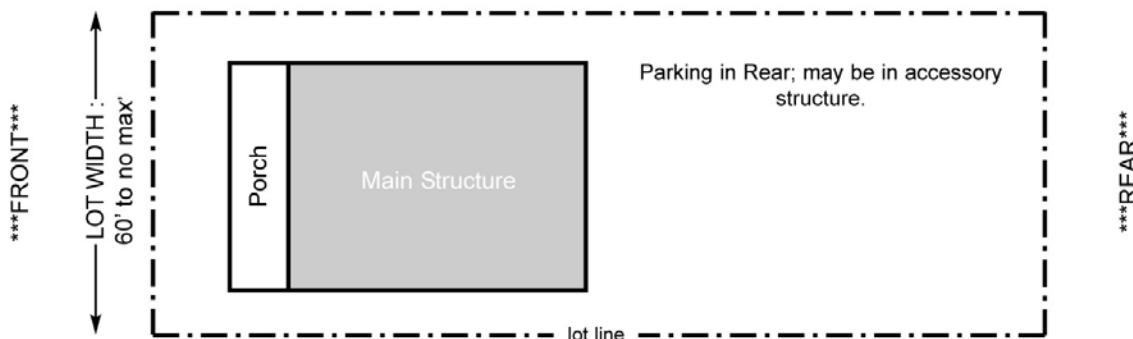 ***FRONT***
LOT WIDTH :
60’ to no max’
Porch
Main Structure
Parking in Rear; may be in accessory
structure.
lot line
***REAR***